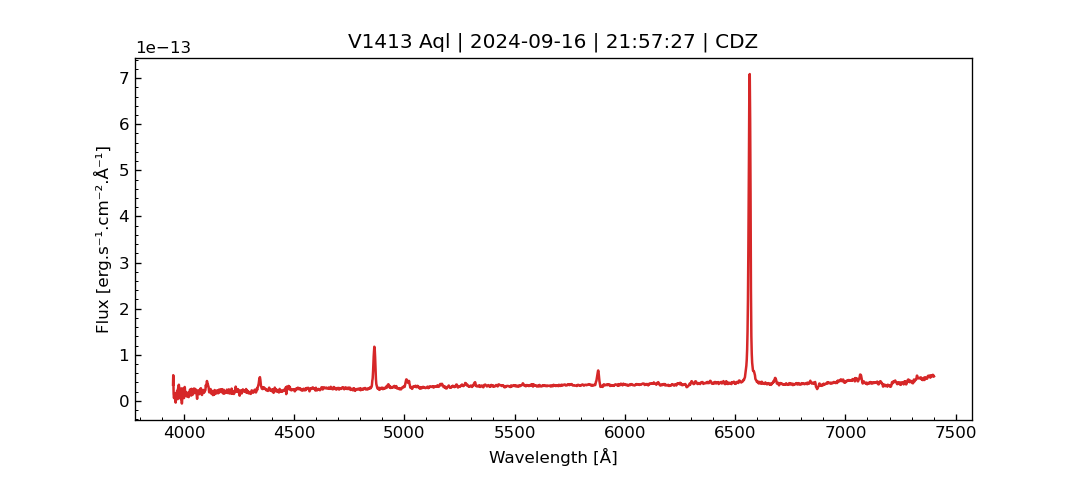 V1413 Aql | 2024-09-16 | 21:57:27 | CDZ
1e−13
7
6
5
4
3
2
1
0
Flux [erg.s⁻¹.cm⁻².Å⁻¹]
4000 4500 5000 5500 6000 6500 7000 7500
Wavelength [Å]